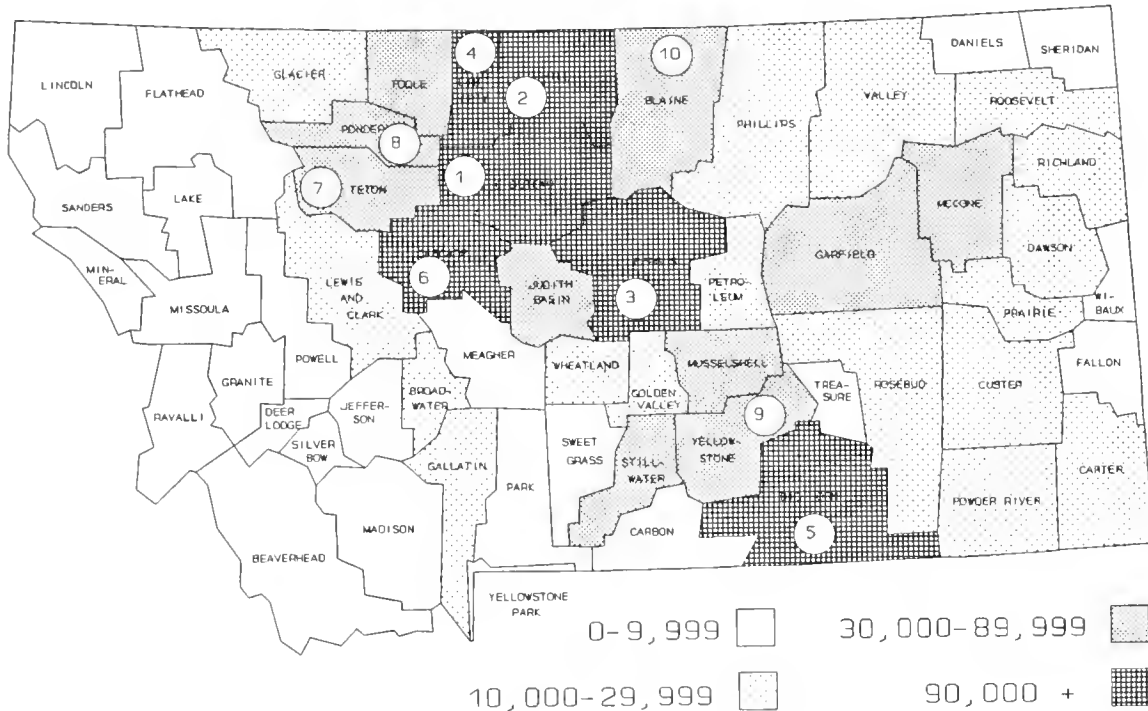 LINCOLN
FLATHEAD
GLACIER
4
2
10
BLAINE
PHILLIPS
VALLEY
DANIELS
SHERIDAN
ROOSEVELT
RICHLAND
8
1
7
TETON
SANDERS
LAKE
MCCONE
DAWSON
GARFIELD
MIN-
ERAL
MISSOULA
LEWIS
AND
CLARK
6
JUDITH
BASIN
3
PETRO-
LEUM
WI-
BAUX
PRAIRIE
POWELL
MEAGHER
WHEATLAND
MUSSELSHELL
FALLON
GRANITE
RAVALLI
DEER
LODGE
JEFFER-
SON
BROAD-
WATER
GOLDEN
VALLEY
TREA-
SURE
ROSEBUD
CUSTER
9
SILVER
BOW
GALLATIN
PARK
SWEET
GRASS
STILL-
WATER
YELLOW-
STONE
CARTER
POWDER RIVER
MADISON
BEAVERHEAD
CARBON
5
YELLOWSTONE
PARK
0-9,999
30,000-89,999
10,000-29,999
90,000 +